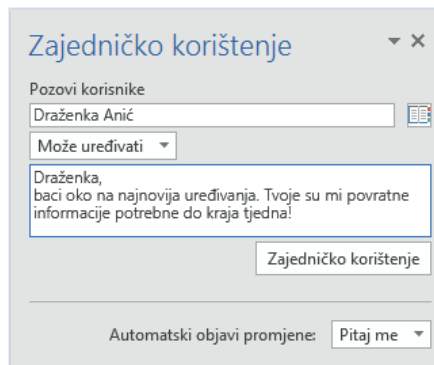 Zajedničko korištenje
Pozovi korisnike
Draženka Anić
Može uređivati
Draženka,
baci oko na najnovija uređivanja. Tvoje su mi povratne
informacije potrebne do kraja tjedna!
Zajedničko korištenje
Automatski objavi promjene: Pitaj me